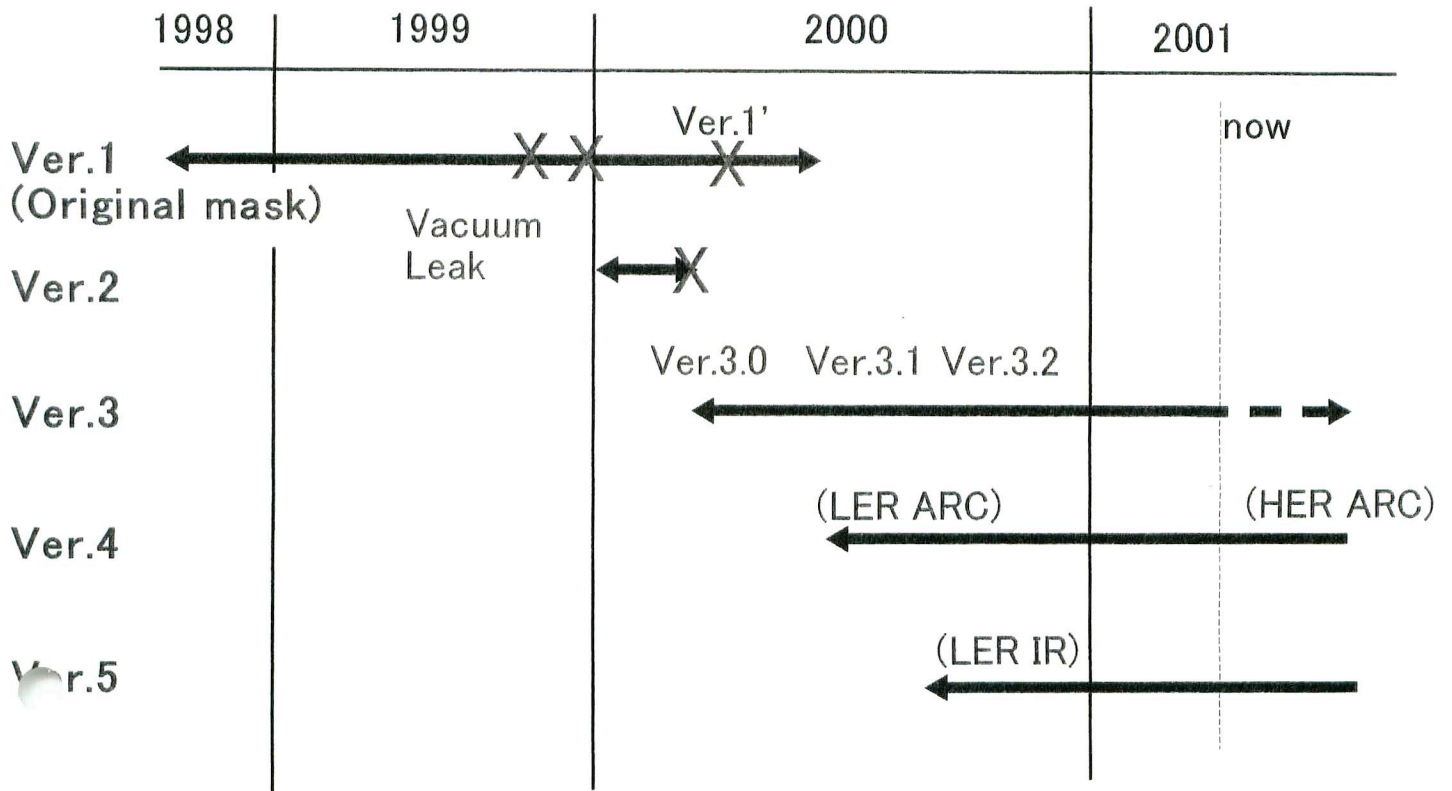 1998 1999 2000 2001
Ver.1'
now
Ver.1
(Original mask)
Vacuum
Leak
Ver.2
Ver.3.0 Ver.3.1 Ver.3.2
Ver.3
(LER ARC) (HER ARC)
Ver.4
(LER IR)